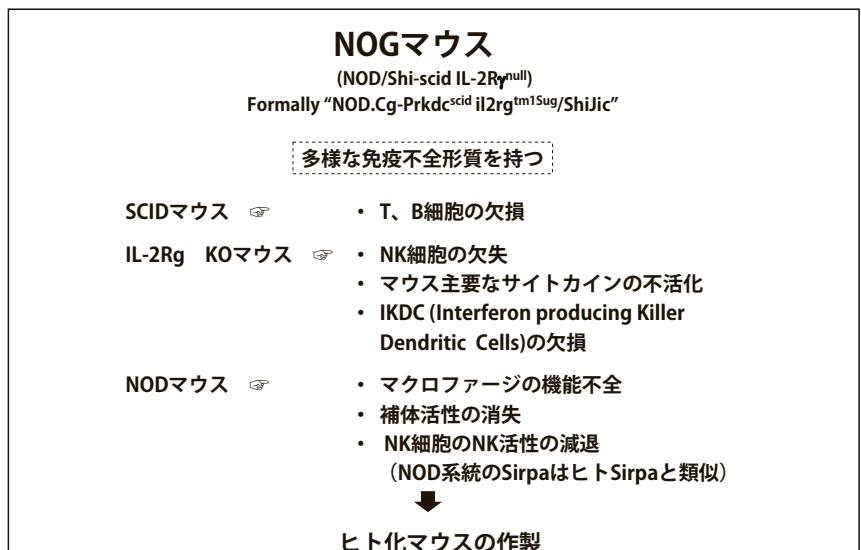 NOGマウス
(NOD/Shi-scid IL-2Rγnull)
Formally “NOD.Cg-Prkdcscid il2rgtm1Sug/ShiJic”
多様な免疫不全形質を持つ
SCIDマウス ☞ ・ T、B細胞の欠損
IL-2Rg KOマウス ☞ ・ NK細胞の欠失
・ マウス主要なサイトカインの不活化
・ IKDC (Interferon producing Killer
Dendritic Cells)の欠損
NODマウス ☞ ・ マクロファージの機能不全
・ 補体活性の消失
・ NK細胞のNK活性の減退
（NOD系統のSirpaはヒトSirpaと類似）
ヒト化マウスの作製